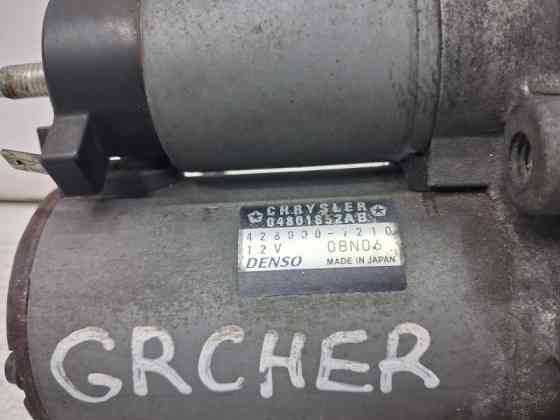 CHRYSLER
04801852AB
428000-7210
12V 08N06
DENSO MADE IN JAPAN
GRCHER